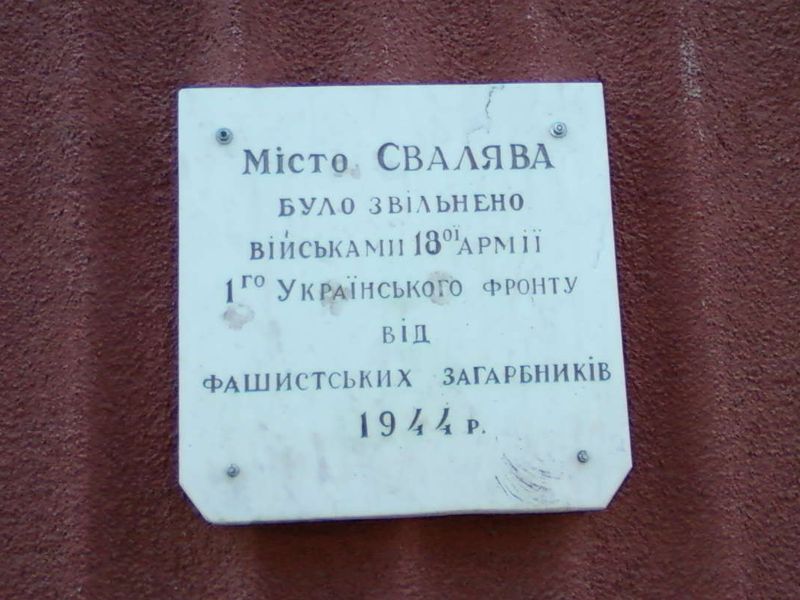 Місто СВАЛЯВА
БУЛО ЗВІЛЬНЕНО
ВІЙСЬКАМИ 18ОЇ АРМІЇ
1ГО УКРАЇНСЬКОГО ФРОНТУ
ВІД
ФАШИСТСЬКИХ ЗАГАРБНИКІВ
1944 р.